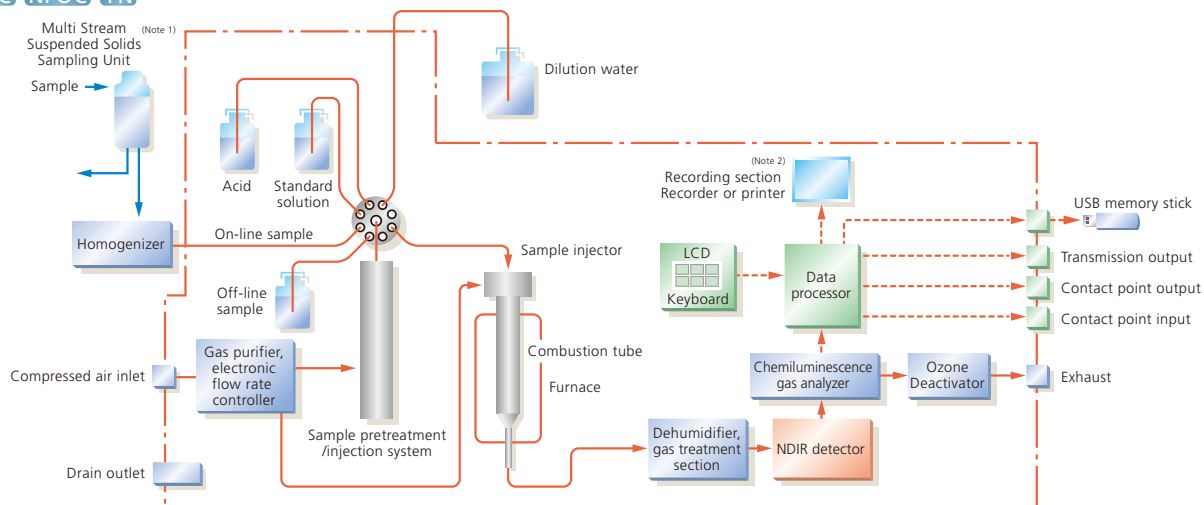 Multi Stream (Note 1)
Suspended Solids
Sampling Unit
Sample
Dilution water
Acid
Standard
solution
(Note 2)
Recording section
Recorder or printer
USB memory stick
Homogenizer
On-line sample
Sample injector
LCD
Keyboard
Data
processor
Transmission output
Contact point output
Contact point input
Off-line
sample
Gas purifier,
electronic
flow rate
controller
Compressed air inlet
Combustion tube
Furnace
Chemiluminescence
gas analyzer
Ozone
Deactivator
Exhaust
Sample pretreatment
/injection system
Dehumidifier,
gas treatment
section
NDIR detector
Drain outlet